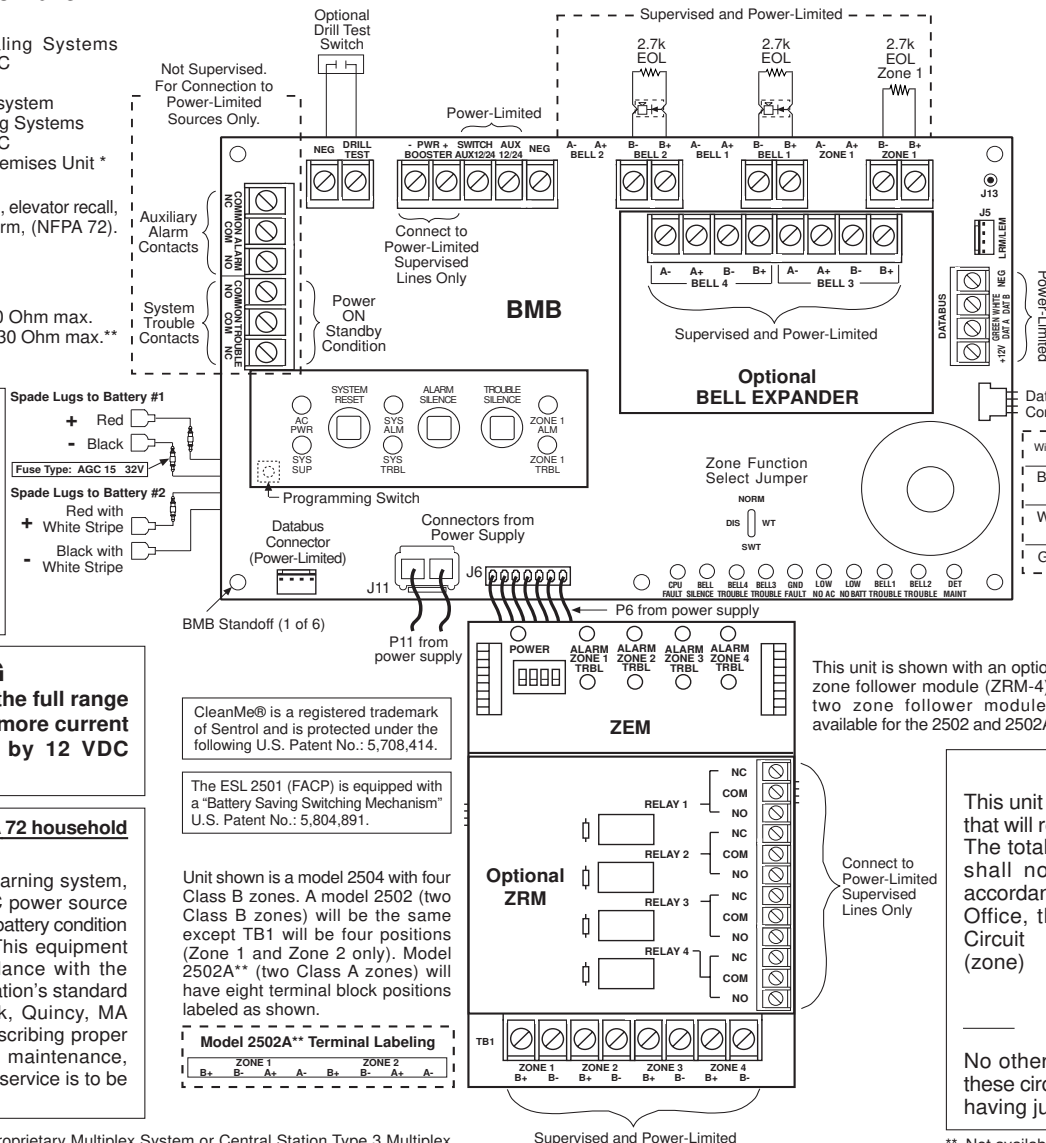 ling Systems
C
system
g Systems
C
emises Unit *
, elevator recall,
rm, (NFPA 72).
0 Ohm max.
30 Ohm max.**
Not Supervised.
For Connection to
Power-Limited
Sources Only.
Optional
Drill Test
Switch
Supervised and Power-Limited
2.7k
EOL
2.7k
EOL
2.7k
EOL
Zone 1
Power-Limited
NEG DRILL TEST
- PWR +
BOOSTER
SWITCH
AUX12/24
AUX
12/24
NEG
A- A+
BELL 2
B- B+
BELL 2
A- A+
BELL 1
B- B+
BELL 1
A- A+
ZONE 1
B- B+
ZONE 1
J13
J5
LRM/LEM
Auxiliary
Alarm
Contacts
COMMON ALARM
NC COM NO
System
Trouble
Contacts
COMMON TROUBLE
NO COM NC
Power
ON
Standby
Condition
Connect to
Power-Limited
Supervised
Lines Only
BMB
A- A+ B- B+ A- A+ B- B+
BELL 4 BELL 3
Supervised and Power-Limited
Optional
BELL EXPANDER
DATABUS
NEG
WHITE DAT B
GREEN DAT A
+12V
Power-Limited
Dat
Con
Wi
B
W
G
Spade Lugs to Battery #1
+ Red
- Black
Fuse Type: AGC 15 32V
Spade Lugs to Battery #2
+ Red with
White Stripe
- Black with
White Stripe
SYSTEM
RESET
ALARM
SILENCE
TROUBLE
SILENCE
AC
PWR
SYS
ALM
ZONE 1
ALM
SYS
SUP
SYS
TRBL
ZONE 1
TRBL
Programming Switch
Zone Function
Select Jumper
NORM
DIS WT
SWT
Databus
Connector
(Power-Limited)
Connectors from
Power Supply
J11
J6
CPU
FAULT
BELL
SILENCE
BELL4
TROUBLE
BELL3
TROUBLE
GND
FAULT
LOW
NO AC
LOW
NO BATT
BELL1
TROUBLE
BELL2
TROUBLE
DET
MAINT
BMB Standoff (1 of 6)
P11 from
power supply
P6 from power supply
POWER
ALARM
ZONE 1
TRBL
ALARM
ZONE 2
TRBL
ALARM
ZONE 3
TRBL
ALARM
ZONE 4
TRBL
ZEM
This unit is shown with an optio
zone follower module (ZRM-4)
two zone follower module
available for the 2502 and 2502A
G
the full range
more current
by 12 VDC
CleanMe® is a registered trademark
of Sentrol and is protected under the
following U.S. Patent No.: 5,708,414.
The ESL 2501 (FACP) is equipped with
a “Battery Saving Switching Mechanism”
U.S. Patent No.: 5,804,891.
A 72 household
arning system,
C power source
battery condition
This equipment
dance with the
ation's standard
k, Quincy, MA
scribing proper
maintenance,
service is to be
Unit shown is a model 2504 with four
Class B zones. A model 2502 (two
Class B zones) will be the same
except TB1 will be four positions
(Zone 1 and Zone 2 only). Model
2502A** (two Class A zones) will
have eight terminal block positions
labeled as shown.
Model 2502A** Terminal Labeling
ZONE 1 ZONE 2
B+ B- A+ A- B+ B- A+ A-
Optional
ZRM
RELAY 1
NC
COM
NO
RELAY 2
NC
COM
NO
RELAY 3
NC
COM
NO
RELAY 4
NC
COM
NO
Connect to
Power-Limited
Supervised
Lines Only
TB1
ZONE 1 ZONE 2 ZONE 3 ZONE 4
B+ B- B+ B- B+ B- B+ B-
Supervised and Power-Limited
This unit
that will re
The total
shall no
accordan
Office, th
Circuit
(zone)
No other
these circ
having ju
** Not availab
oprietary Multiplex System or Central Station Type 3 Multiplex